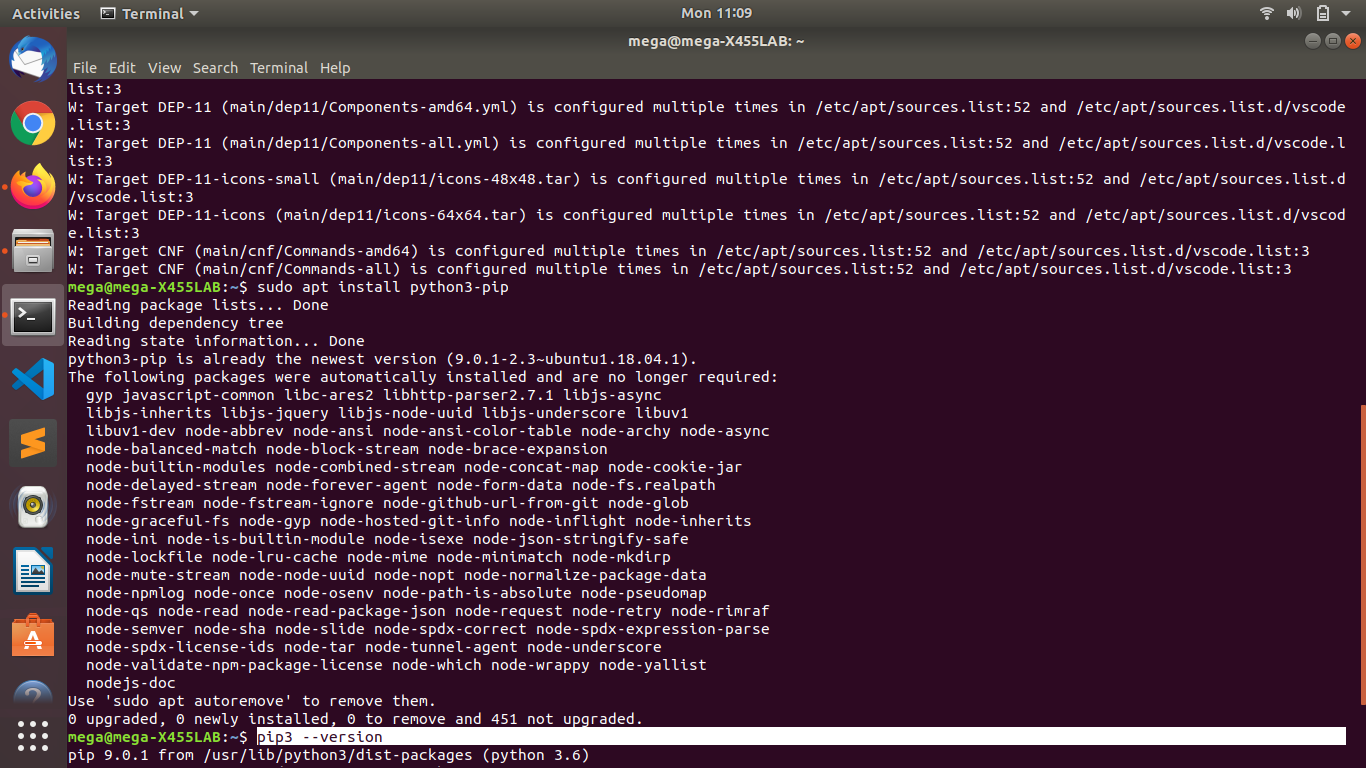 Activities Terminal Mon 11:09
mega@mega-X455LAB: ~
File Edit View Search Terminal Help
list:3
W: Target DEP-11 (main/dep11/Components-amd64.yml) is configured multiple times in /etc/apt/sources.list:52 and /etc/apt/sources.list.d/vscode
.list:3
W: Target DEP-11 (main/dep11/Components-all.yml) is configured multiple times in /etc/apt/sources.list:52 and /etc/apt/sources.list.d/vscode.l
ist:3
W: Target DEP-11-icons-small (main/dep11/icons-48x48.tar) is configured multiple times in /etc/apt/sources.list:52 and /etc/apt/sources.list.d
/vscode.list:3
W: Target DEP-11-icons (main/dep11/icons-64x64.tar) is configured multiple times in /etc/apt/sources.list:52 and /etc/apt/sources.list.d/vscod
e.list:3
W: Target CNF (main/cnf/Commands-amd64) is configured multiple times in /etc/apt/sources.list:52 and /etc/apt/sources.list.d/vscode.list:3
W: Target CNF (main/cnf/Commands-all) is configured multiple times in /etc/apt/sources.list:52 and /etc/apt/sources.list.d/vscode.list:3
mega@mega-X455LAB:~$ sudo apt install python3-pip
Reading package lists... Done
Building dependency tree
Reading state information... Done
python3-pip is already the newest version (9.0.1-2.3~ubuntu1.18.04.1).
The following packages were automatically installed and are no longer required:
  gyp javascript-common libc-ares2 libhttp-parser2.7.1 libjs-async
  libjs-inherits libjs-jquery libjs-node-uuid libjs-underscore libuv1
  libuv1-dev node-abbrev node-ansi node-ansi-color-table node-archy node-async
  node-balanced-match node-block-stream node-brace-expansion
  node-builtin-modules node-combined-stream node-concat-map node-cookie-jar
  node-delayed-stream node-forever-agent node-form-data node-fs.realpath
  node-fstream node-fstream-ignore node-github-url-from-git node-glob
  node-graceful-fs node-gyp node-hosted-git-info node-inflight node-inherits
  node-ini node-is-builtin-module node-isexe node-json-stringify-safe
  node-lockfile node-lru-cache node-mime node-minimatch node-mkdirp
  node-mute-stream node-node-uuid node-nopt node-normalize-package-data
  node-npmlog node-once node-osenv node-path-is-absolute node-pseudomap
  node-qs node-read node-read-package-json node-request node-retry node-rimraf
  node-semver node-sha node-slide node-spdx-correct node-spdx-expression-parse
  node-spdx-license-ids node-tar node-tunnel-agent node-underscore
  node-validate-npm-package-license node-which node-wrappy node-yallist
  nodejs-doc
Use 'sudo apt autoremove' to remove them.
0 upgraded, 0 newly installed, 0 to remove and 451 not upgraded.
mega@mega-X455LAB:~$ pip3 --version
pip 9.0.1 from /usr/lib/python3/dist-packages (python 3.6)